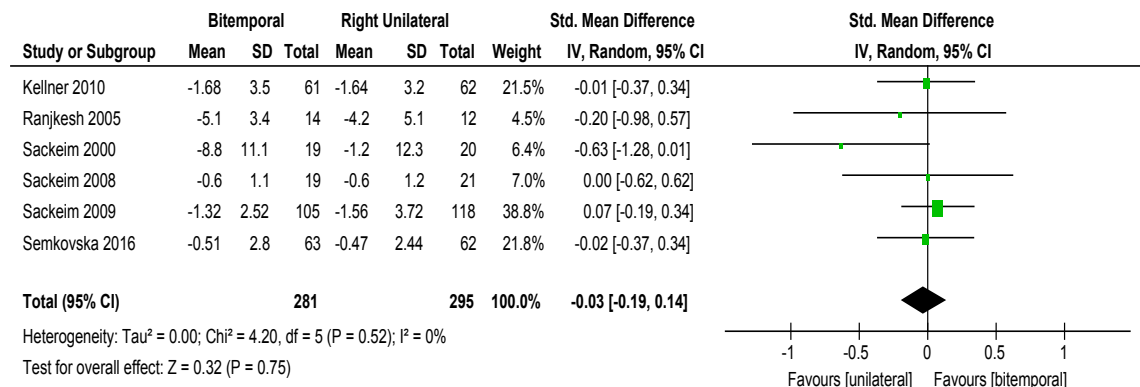 Bitemporal Right Unilateral Std. Mean Difference Std. Mean Difference
Study or Subgroup Mean SD Total Mean SD Total Weight IV, Random, 95% CI IV, Random, 95% CI
Kellner 2010 -1.68 3.5 61 -1.64 3.2 62 21.5% -0.01 [-0.37, 0.34]
Ranjkesh 2005 -5.1 3.4 14 -4.2 5.1 12 4.5% -0.20 [-0.98, 0.57]
Sackeim 2000 -8.8 11.1 19 -1.2 12.3 20 6.4% -0.63 [-1.28, 0.01]
Sackeim 2008 -0.6 1.1 19 -0.6 1.2 21 7.0% 0.00 [-0.62, 0.62]
Sackeim 2009 -1.32 2.52 105 -1.56 3.72 118 38.8% 0.07 [-0.19, 0.34]
Semkovska 2016 -0.51 2.8 63 -0.47 2.44 62 21.8% -0.02 [-0.37, 0.34]
Total (95% CI) 281 295 100.0% -0.03 [-0.19, 0.14]
Heterogeneity: Tau² = 0.00; Chi² = 4.20, df = 5 (P = 0.52); I² = 0%
Test for overall effect: Z = 0.32 (P = 0.75)
-1 -0.5 0 0.5 1
Favours [unilateral] Favours [bitemporal]